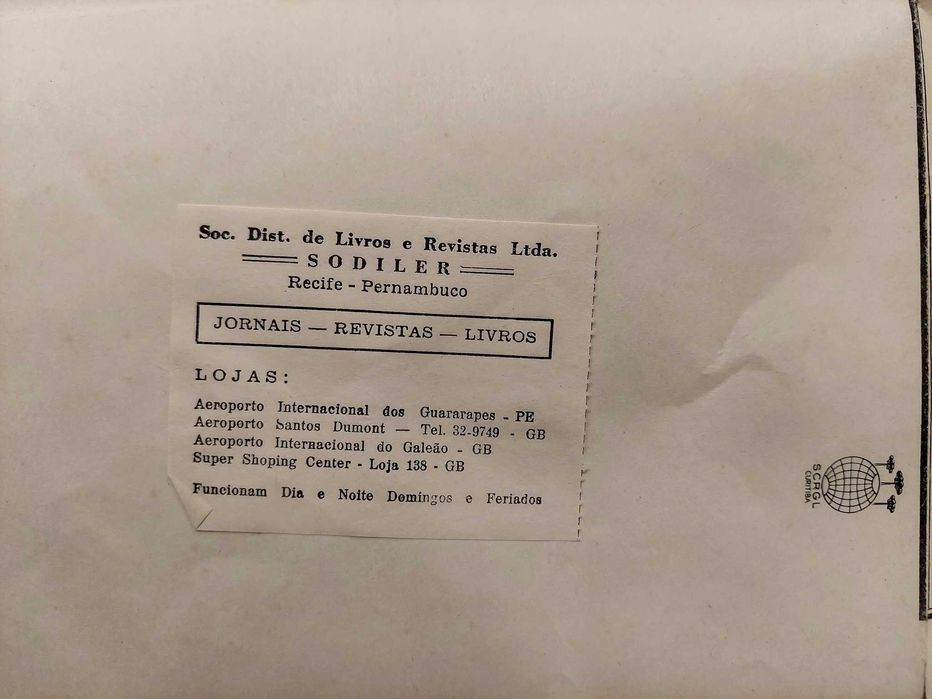 Soc. Dist. de Livros e Revistas Ltda.
SODILER
Recife - Pernambuco
JORNAIS — REVISTAS — LIVROS
LOJAS:
Aeroporto Internacional dos Guararapes - PE
Aeroporto Santos Dumont — Tel. 32-9749 - GB
Aeroporto Internacional do Galeão - GB
Super Shoping Center - Loja 138 - GB
Funcionam Dia e Noite Domingos e Feriados
SCRGL
CURITIBA